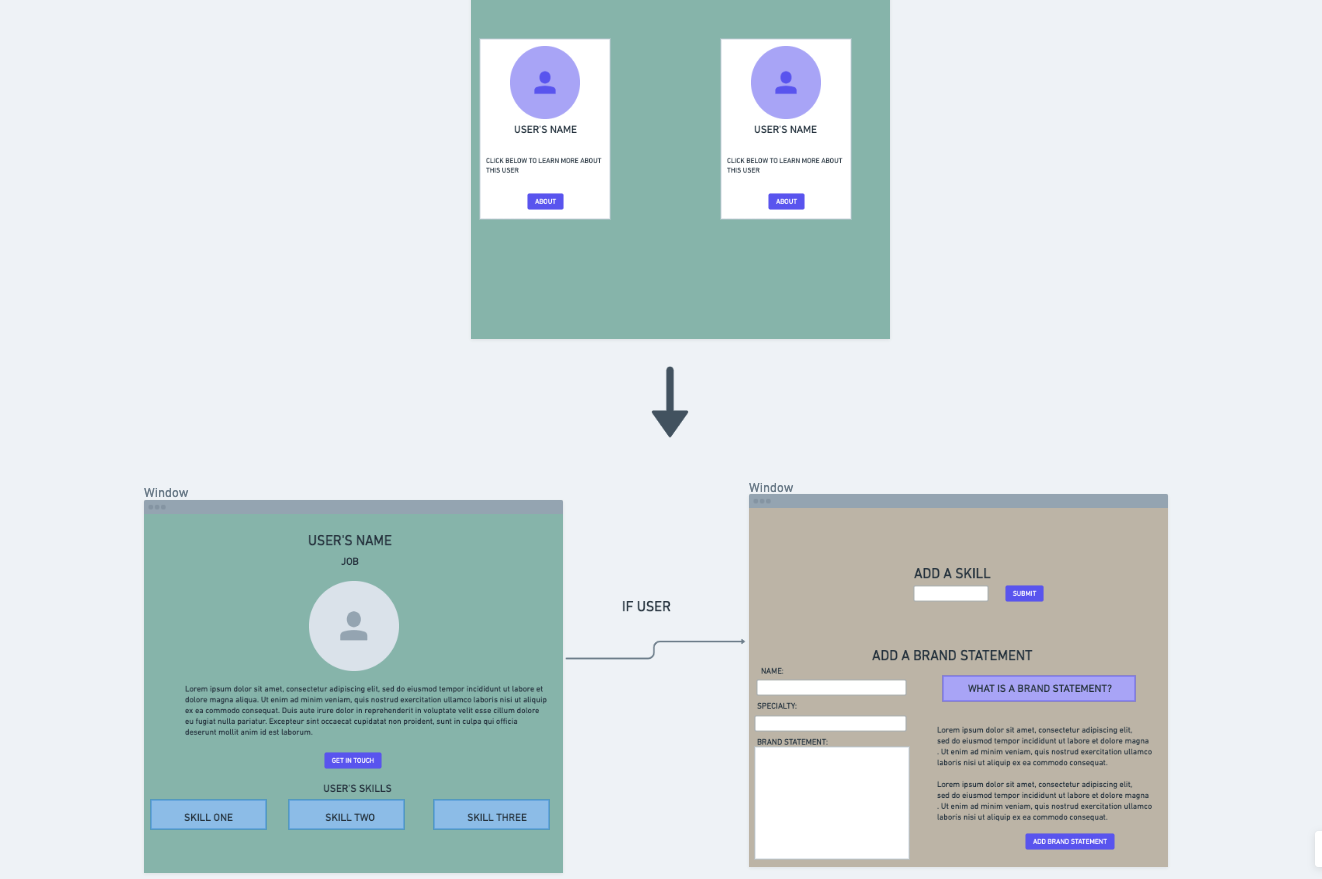 USER'S NAME
CLICK BELOW TO LEARN MORE ABOUT
THIS USER
ABOUT
USER'S NAME
CLICK BELOW TO LEARN MORE ABOUT
THIS USER
ABOUT
Window
USER'S NAME
JOB
Lorem ipsum dolor sit amet, consectetur adipiscing elit, sed do eiusmod tempor incididunt ut labore et
dolore magna aliqua. Ut enim ad minim veniam, quis nostrud exercitation ullamco laboris nisi ut aliquip
ex ea commodo consequat. Duis aute irure dolor in reprehenderit in voluptate velit esse cillum dolore
eu fugiat nulla pariatur. Excepteur sint occaecat cupidatat non proident, sunt in culpa qui officia
deserunt mollit anim id est laborum.
GET IN TOUCH
USER'S SKILLS
SKILL ONE
SKILL TWO
SKILL THREE
IF USER
Window
ADD A SKILL
SUBMIT
ADD A BRAND STATEMENT
NAME:
SPECIALTY:
BRAND STATEMENT:
WHAT IS A BRAND STATEMENT?
Lorem ipsum dolor sit amet, consectetur adipiscing elit,
sed do eiusmod tempor incididunt ut labore et dolore magna
. Ut enim ad minim veniam, quis nostrud exercitation ullamco
laboris nisi ut aliquip ex ea commodo consequat.
Lorem ipsum dolor sit amet, consectetur adipiscing elit,
sed do eiusmod tempor incididunt ut labore et dolore magna
. Ut enim ad minim veniam, quis nostrud exercitation ullamco
laboris nisi ut aliquip ex ea commodo consequat.
ADD BRAND STATEMENT